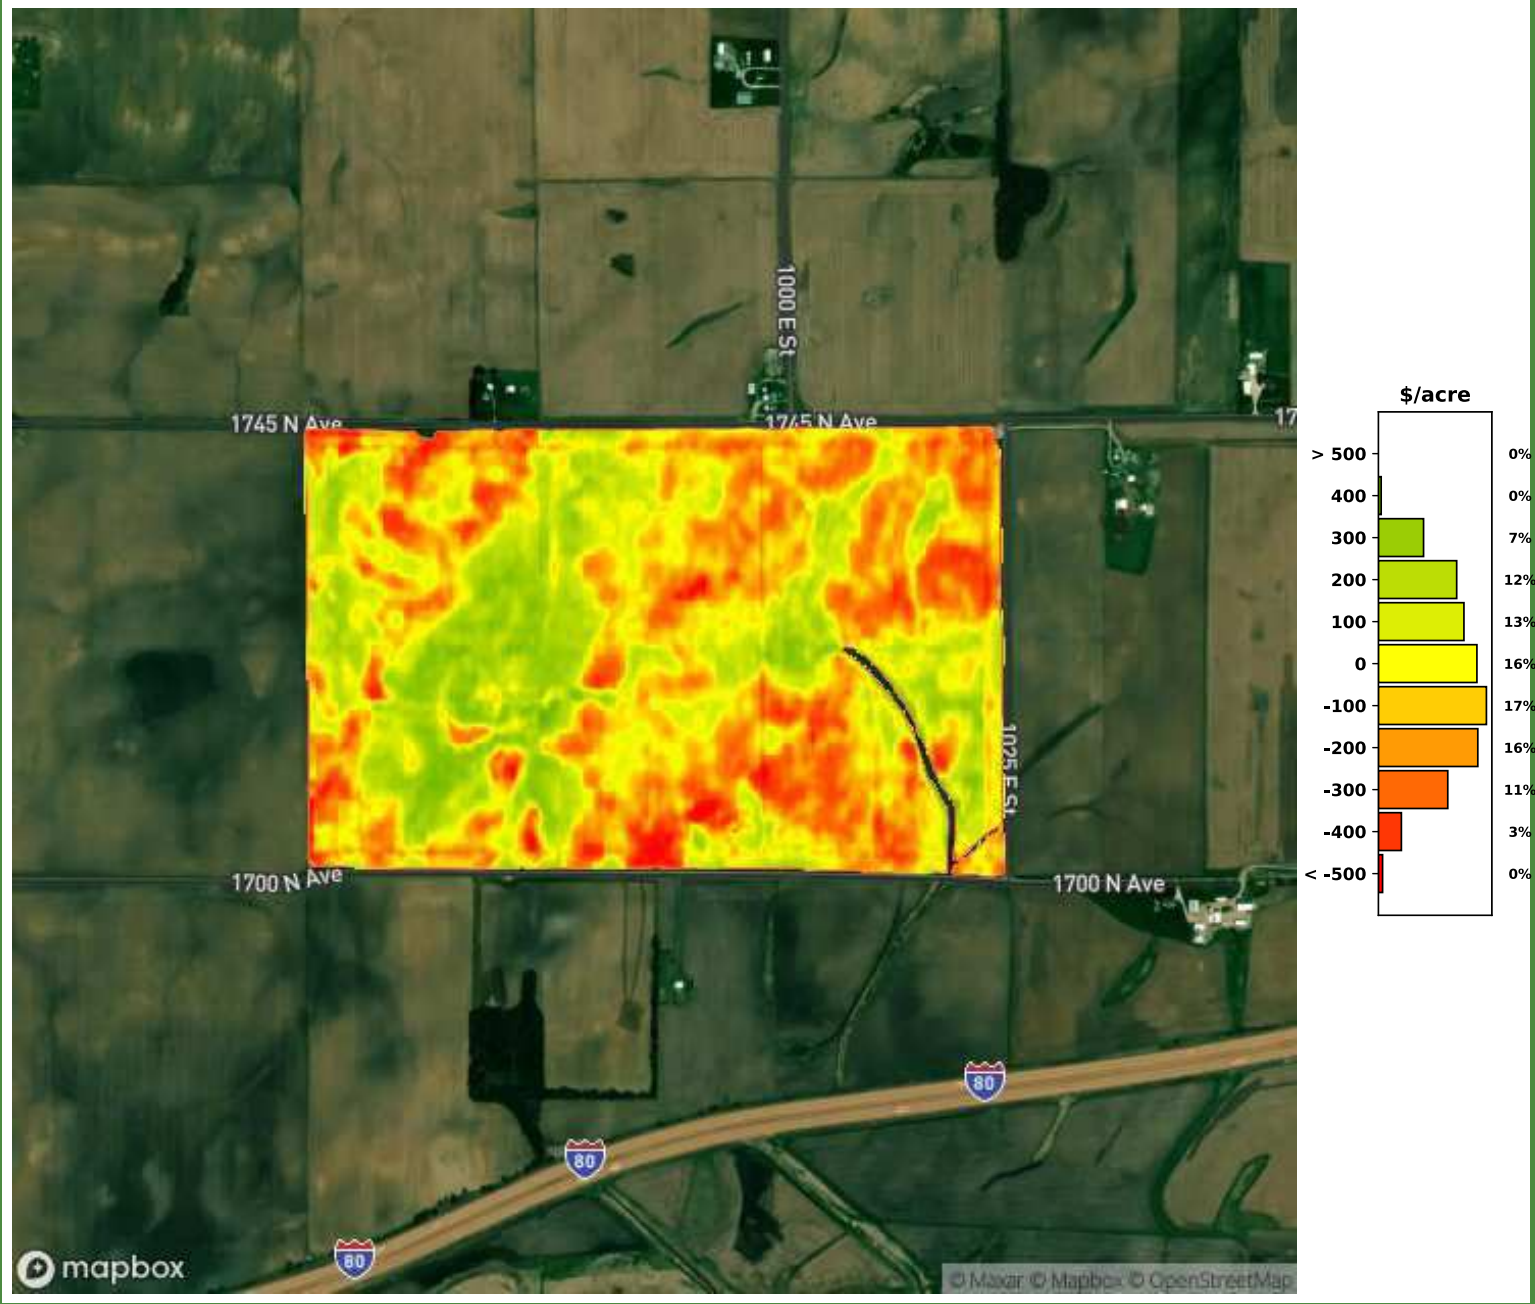 1000 E St
1745 N Ave
1745 N Ave
17
1025 E St
1700 N Ave
1700 N Ave
80
80
80
mapbox
© Maxar © Mapbox © OpenStreetMap
$/acre
> 500 0%
400 0%
300 7%
200 12%
100 13%
0 16%
-100 17%
-200 16%
-300 11%
-400 3%
< -500 0%